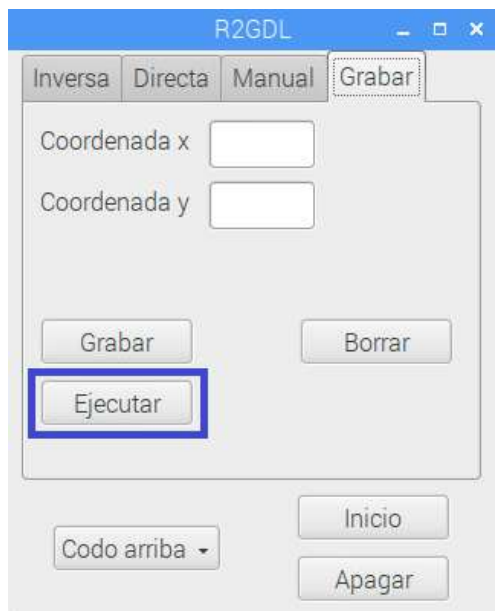 R2GDL
Inversa Directa Manual Grabar
Coordenada x
Coordenada y
Grabar Borrar
Ejecutar
Inicio
Codo arriba
Apagar